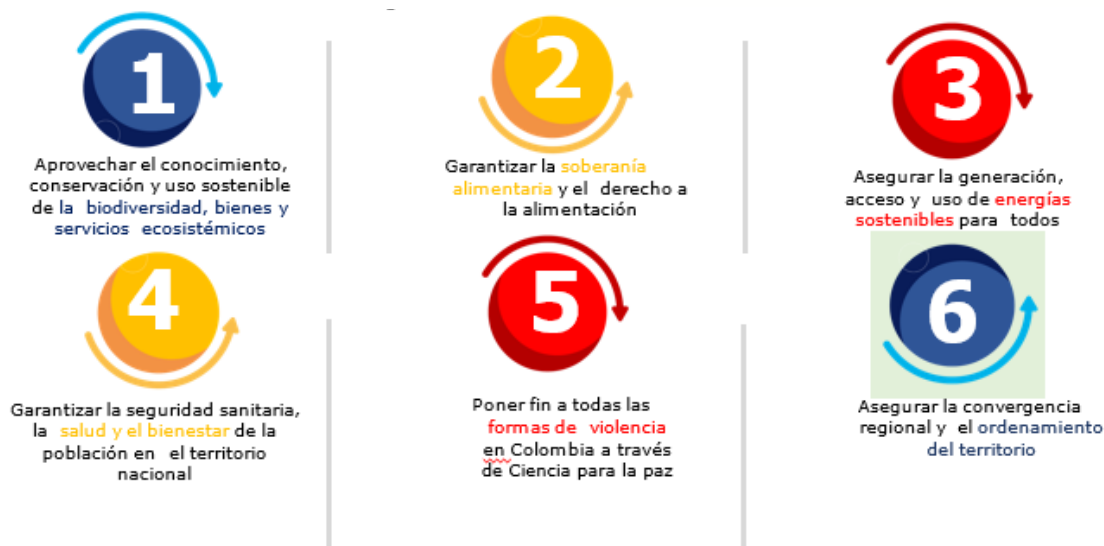 1
Aprovechar el conocimiento,
conservación y uso sostenible
de la biodiversidad, bienes y
servicios ecosistémicos
2
Garantizar la soberanía
alimentaria y el derecho a
la alimentación
3
Asegurar la generación,
acceso y uso de energías
sostenibles para todos
4
Garantizar la seguridad sanitaria,
la salud y el bienestar de la
población en el territorio
nacional
5
Poner fin a todas las
formas de violencia
en Colombia a través
de Ciencia para la paz
6
Asegurar la convergencia
regional y el ordenamiento
del territorio